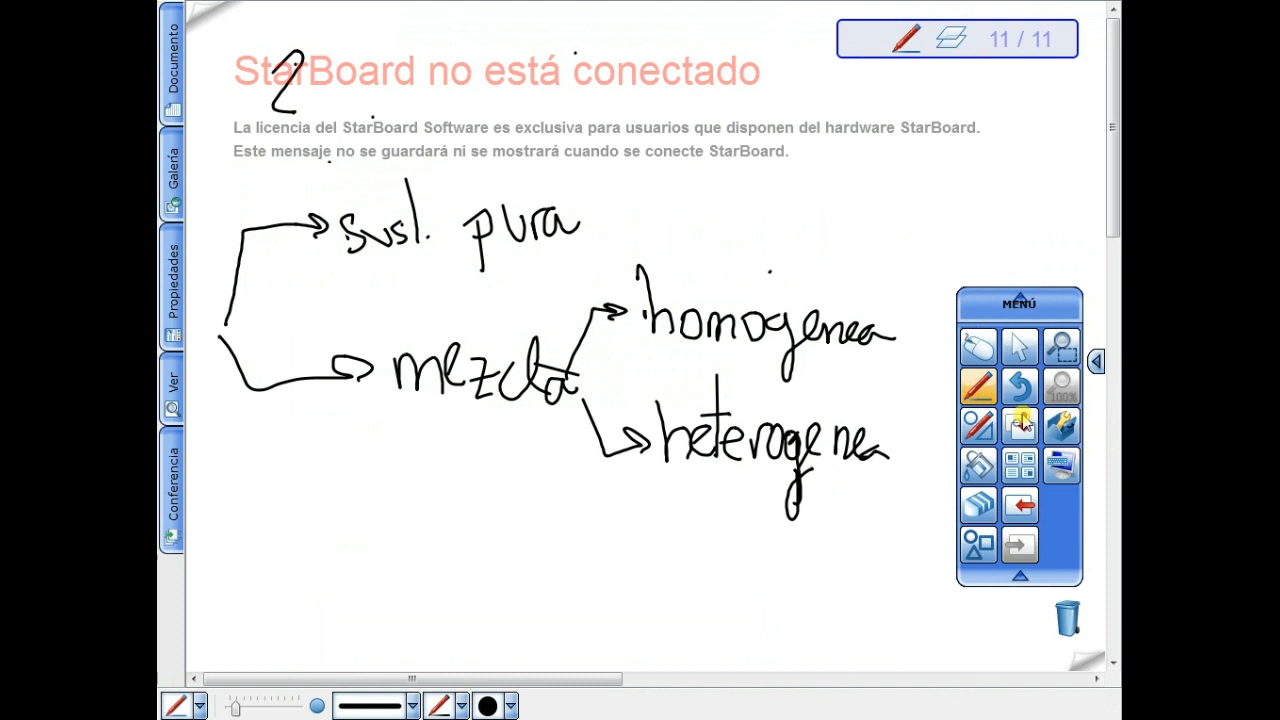 Documento
Galería
Propiedades
Ver
Conferencia
11 / 11
StarBoard no está conectado
2
La licencia del StarBoard Software es exclusiva para usuarios que disponen del hardware StarBoard.
Este mensaje no se guardará ni se mostrará cuando se conecte StarBoard.
sust. pura
homogenea
mezcla
heterogenea
MENÚ
100%